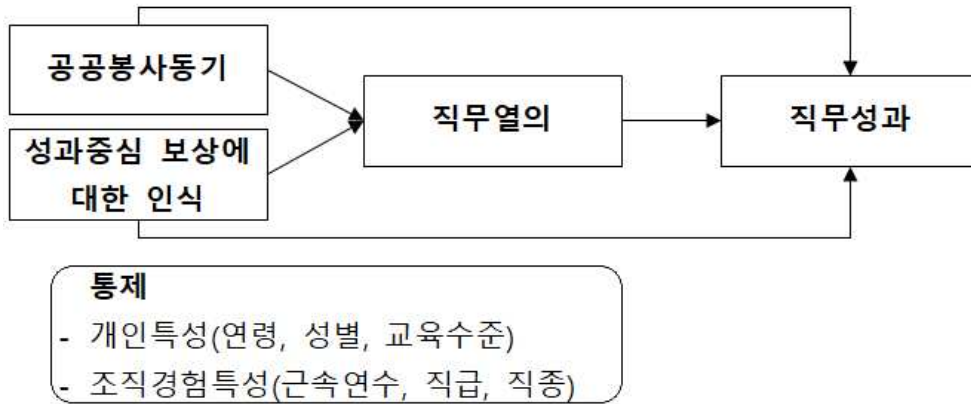 공공봉사동기
성과중심 보상에
대한 인식
직무열의
직무성과
통제
- 개인특성(연령, 성별, 교육수준)
- 조직경험특성(근속연수, 직급, 직종)